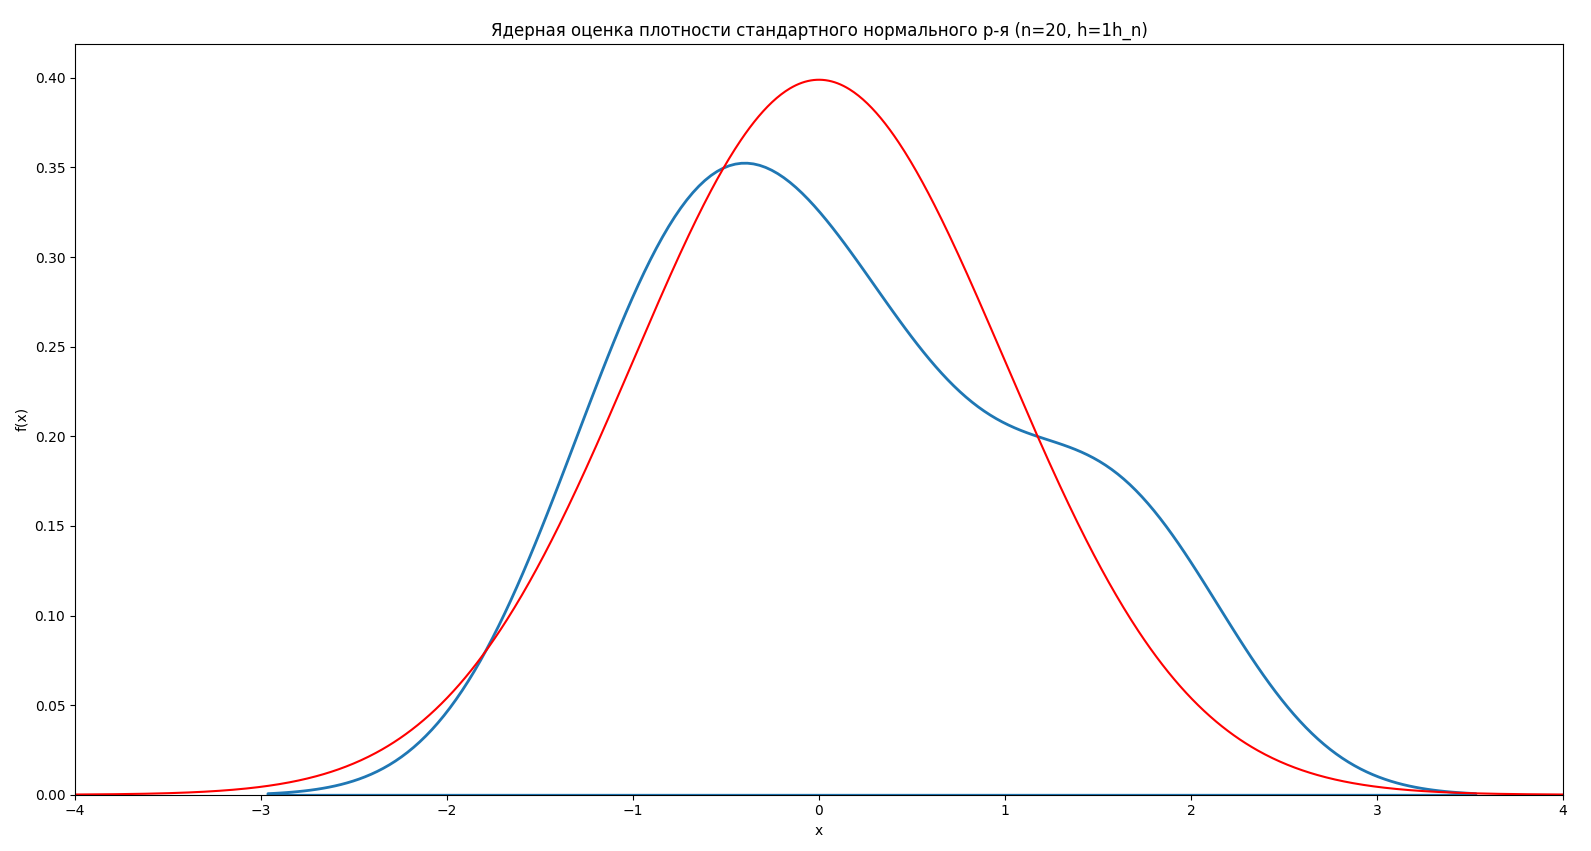 Ядерная оценка плотности стандартного нормального р-я (n=20, h=1h_n)
0.40
0.35
0.30
0.25
0.20
0.15
0.10
0.05
0.00
f(x)
−4 −3 −2 −1 0 1 2 3 4
x